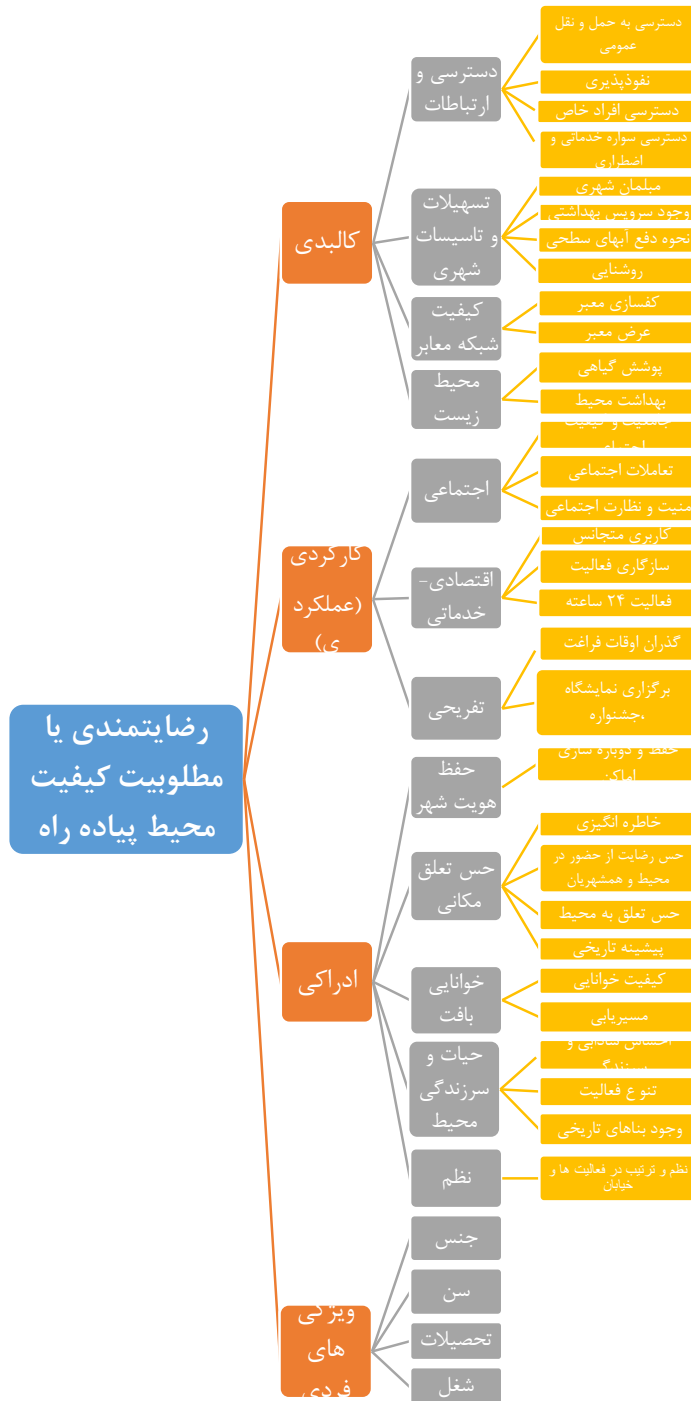 رضایتمندی یا
مطلوبیت کیفیت
محیط پیاده راه
کالبدی
دسترسی و
ارتباطات
دسترسی به حمل و نقل
عمومی
نفوذپذیری
دسترسی افراد خاص
دسترسی سواره خدماتی و
اضطراری
تسهیلات
و تاسیسات
شهری
مبلمان شهری
وجود سرویس بهداشتی
نحوه دفع آبهای سطحی
روشنایی
کیفیت
شبکه معابر
کفسازی معبر
عرض معبر
محیط
زیست
پوشش گیاهی
بهداشت محیط
کارکردی
(عملکرد
ی)
اجتماعی
جامعیت و کیفیت
تعاملات اجتماعی
منیت و نظارت اجتماعی
اقتصادی-
خدماتی
کاربری متجانس
سازگاری فعالیت
فعالیت ۲۴ ساعته
تفریحی
گذران اوقات فراغت
برگزاری نمایشگاه
،جشنواره
ادراکی
حفظ
هویت شهر
حفظ و دوباره سازی
اماکن
حس تعلق
مکانی
خاطره انگیزی
حس رضایت از حضور در
محیط و همشهریان
حس تعلق به محیط
پیشینه تاریخی
خوانایی
بافت
کیفیت خوانایی
مسیریابی
حیات و
سرزندگی
محیط
احساس شادابی و
سرزندگی
تنوع فعالیت
وجود بناهای تاریخی
نظم
نظم و ترتیب در فعالیت ها و
خیابان
ویژگی
های
فردی
جنس
سن
تحصیلات
شغل